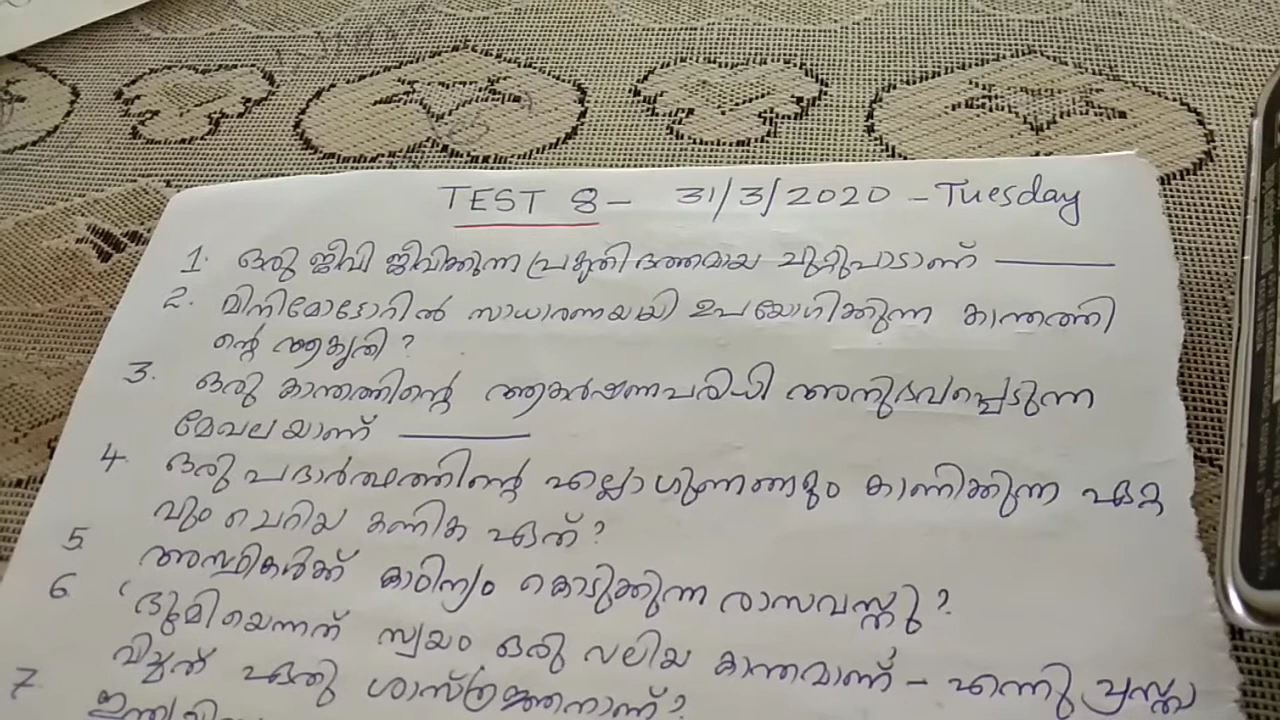 TEST 8 - 31/3/2020 - Tuesday
1. ഒരു ജീവി ജീവിക്കുന്ന പ്രകൃതിദത്തമായ ചുറ്റുപാടാണ് ———
2. മിനിമോട്ടോറിൽ സാധാരണയായി ഉപയോഗിക്കുന്ന കാന്തത്തി
ന്റെ ആകൃതി ?
3. ഒരു കാന്തത്തിന്റെ ആകർഷണപരിധി അനുഭവപ്പെടുന്ന
മേഖലയാണ് ———
4. ഒരു പദാർത്ഥത്തിന്റെ എല്ലാ ഗുണങ്ങളും കാണിക്കുന്ന ഏറ്റ
വും ചെറിയ കണിക ഏത് ?
5. അസ്ഥികൾക്ക് കാഠിന്യം കൊടുക്കുന്ന രാസവസ്തു ?
6. 'ഭൂമിയെന്നത് സ്വയം ഒരു വലിയ കാന്തമാണ്' - എന്നു പ്രസ്താ
വിച്ചത് ഏതു ശാസ്ത്രജ്ഞനാണ് ?
7.